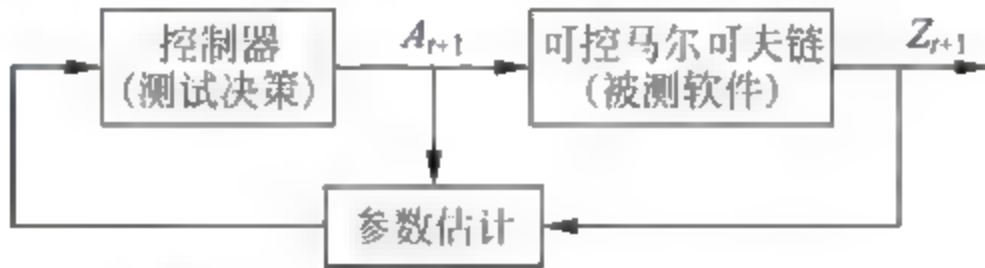 控制器
(测试决策)
A_{t+1}
可控马尔可夫链
(被测软件)
Z_{t+1}
参数估计